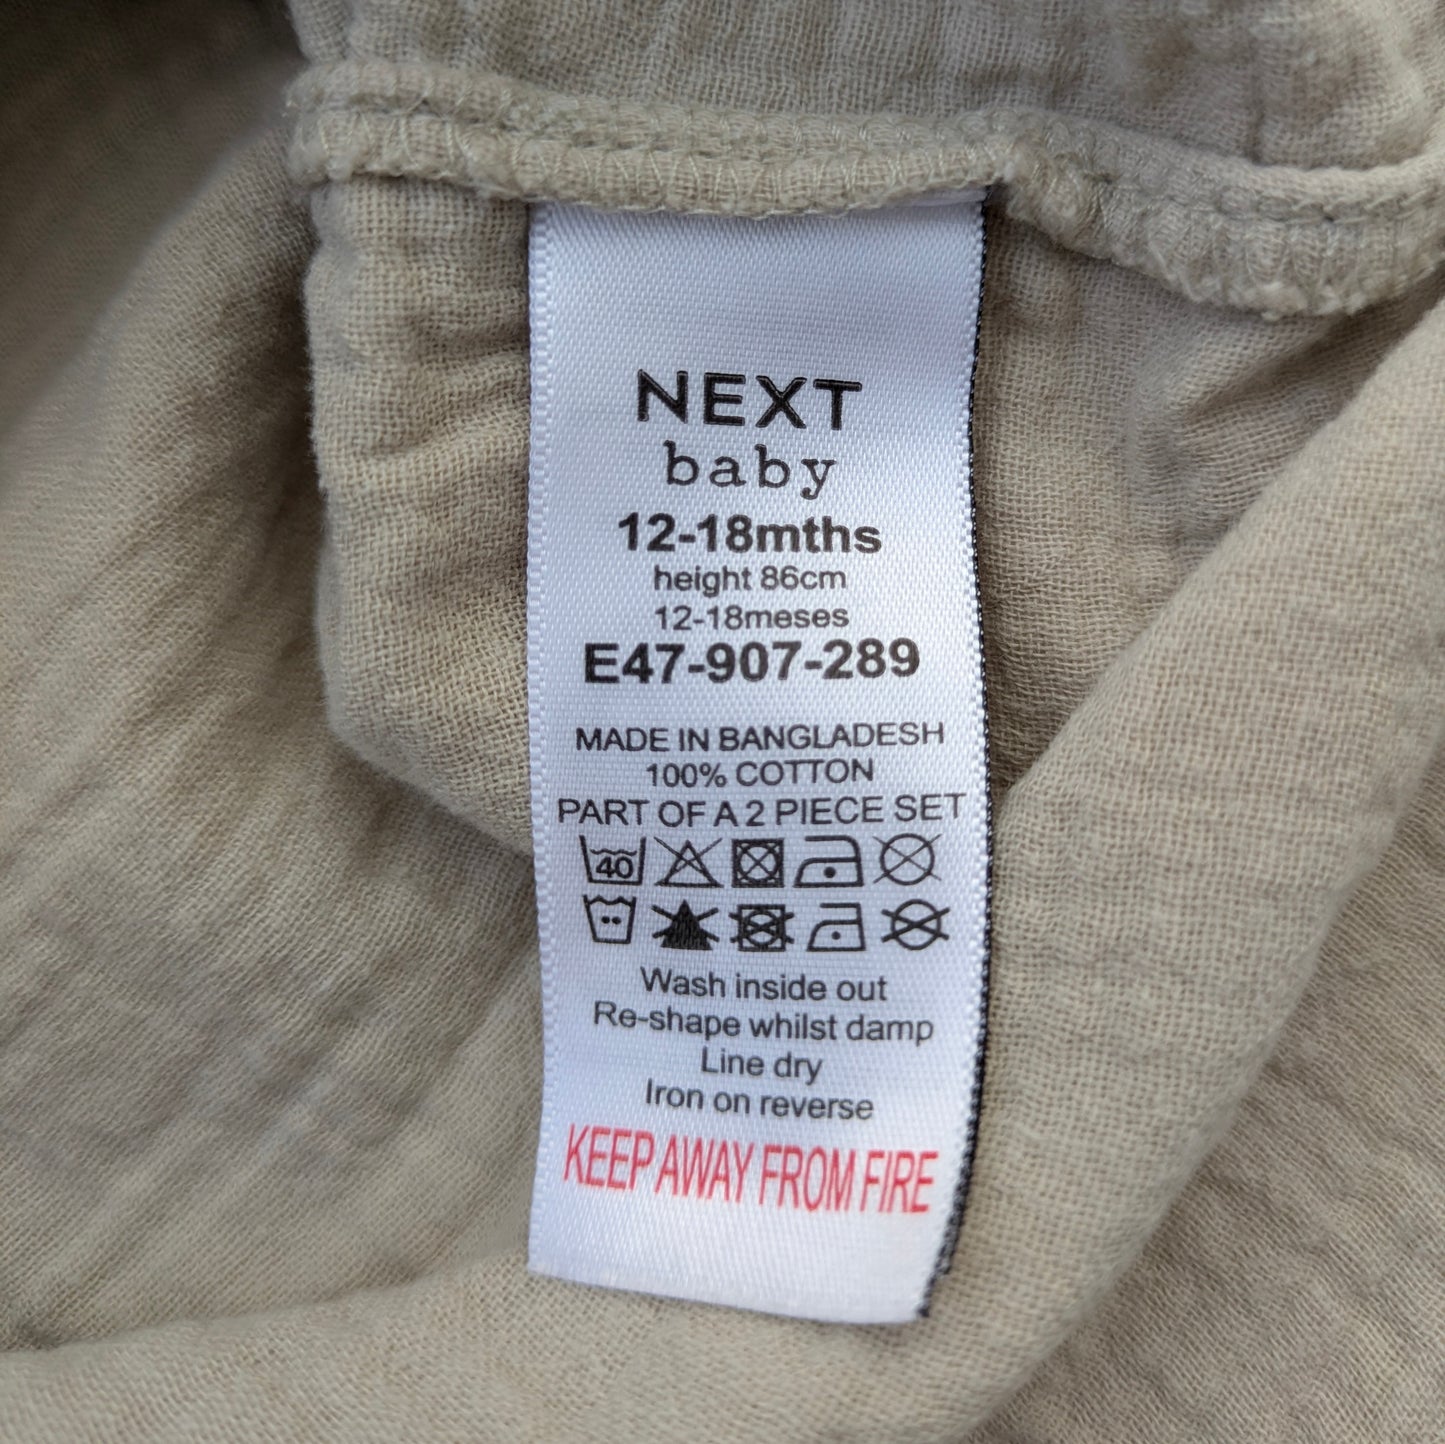 NEXT
baby
12-18mths
height 86cm
12-18meses
E47-907-289
MADE IN BANGLADESH
100% COTTON
PART OF A 2 PIECE SET
40
Wash inside out
Re-shape whilst damp
Line dry
Iron on reverse
KEEP AWAY FROM FIRE